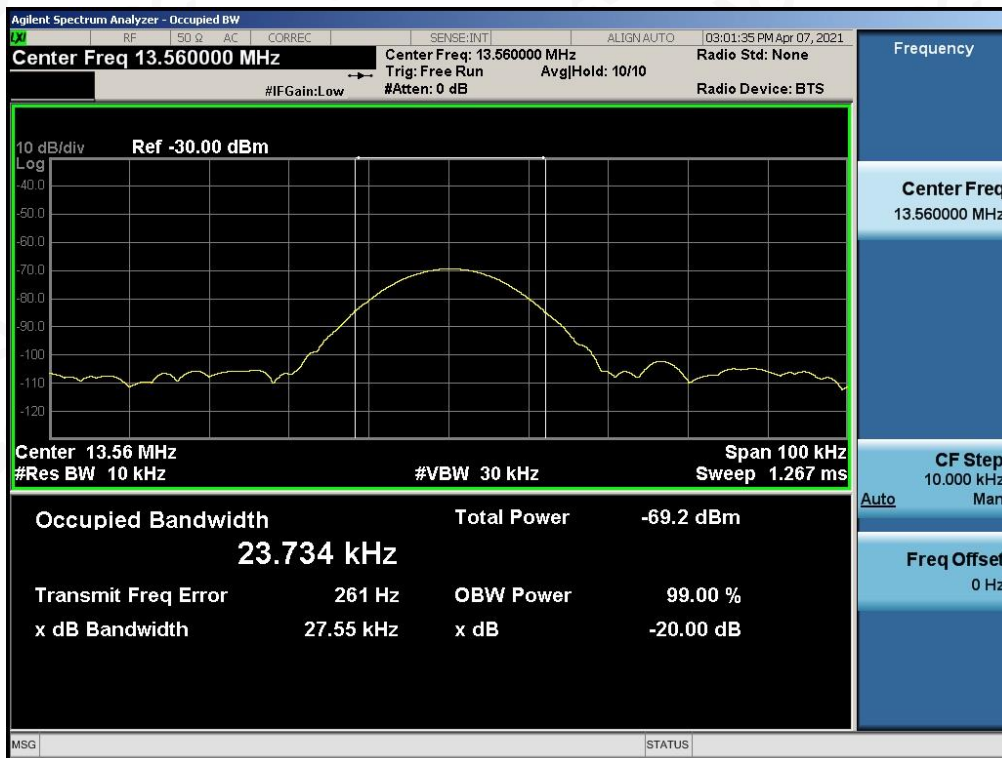 Agilent Spectrum Analyzer - Occupied BW
LXI RF 50 Ω AC CORREC SENSE:INT ALIGN AUTO 03:01:35 PM Apr 07, 2021
Center Freq 13.560000 MHz
Center Freq: 13.560000 MHz Radio Std: None
Trig: Free Run Avg|Hold: 10/10
#IFGain:Low #Atten: 0 dB Radio Device: BTS
10 dB/div Ref -30.00 dBm
Log
-40.0
-50.0
-60.0
-70.0
-80.0
-90.0
-100
-110
-120
Center 13.56 MHz Span 100 kHz
#Res BW 10 kHz #VBW 30 kHz Sweep 1.267 ms
Occupied Bandwidth Total Power -69.2 dBm
23.734 kHz
Transmit Freq Error 261 Hz OBW Power 99.00 %
x dB Bandwidth 27.55 kHz x dB -20.00 dB
Frequency
Center Freq
13.560000 MHz
CF Step
10.000 kHz
Auto Man
Freq Offset
0 Hz
MSG STATUS